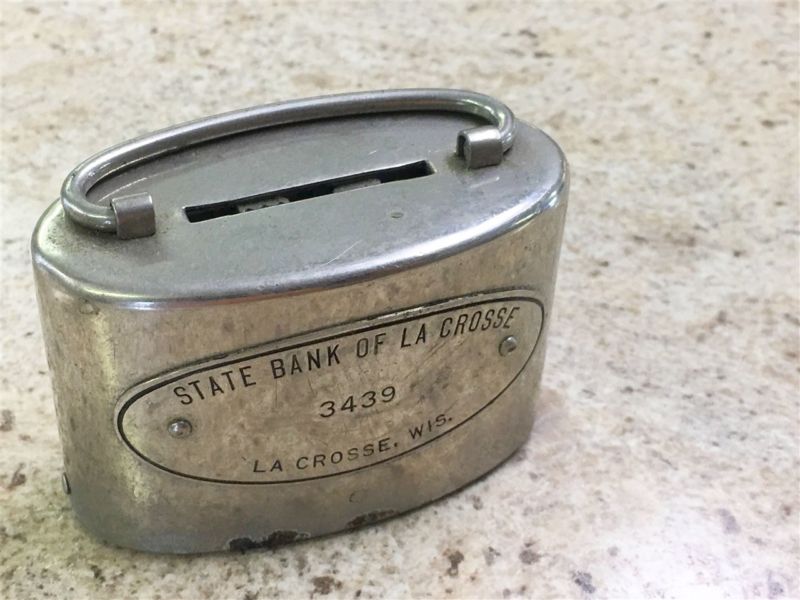 STATE BANK OF LA CROSSE
3439
LA CROSSE, WIS.